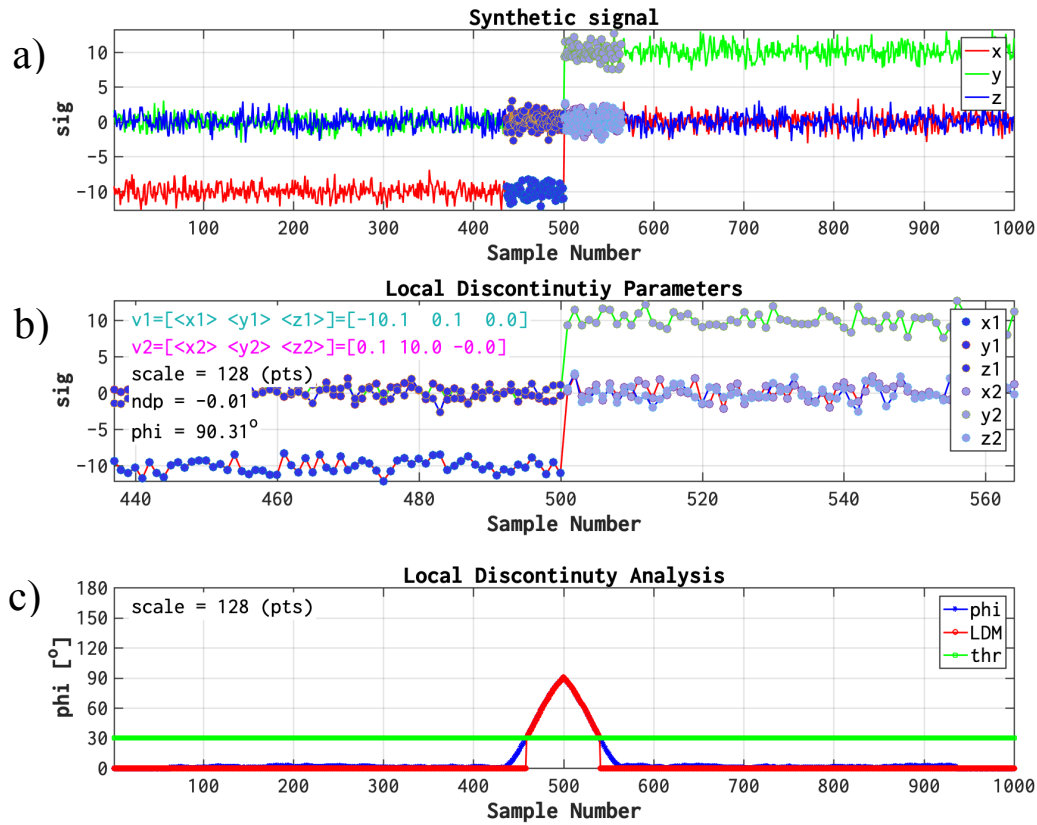 a)
Synthetic signal
10
5
0
-5
-10
sig
x
y
z
100 200 300 400 500 600 700 800 900 1000
Sample Number
b)
Local Discontinutiy Parameters
10
5
0
-5
-10
sig
v1=[<x1> <y1> <z1>]=[-10.1 0.1 0.0]
v2=[<x2> <y2> <z2>]=[0.1 10.0 -0.0]
scale = 128 (pts)
ndp = -0.01
phi = 90.31°
x1
y1
z1
x2
y2
z2
440 460 480 500 520 540 560
Sample Number
c)
Local Discontinuty Analysis
180
150
120
90
60
30
0
phi [°]
scale = 128 (pts)
phi
LDM
thr
100 200 300 400 500 600 700 800 900 1000
Sample Number